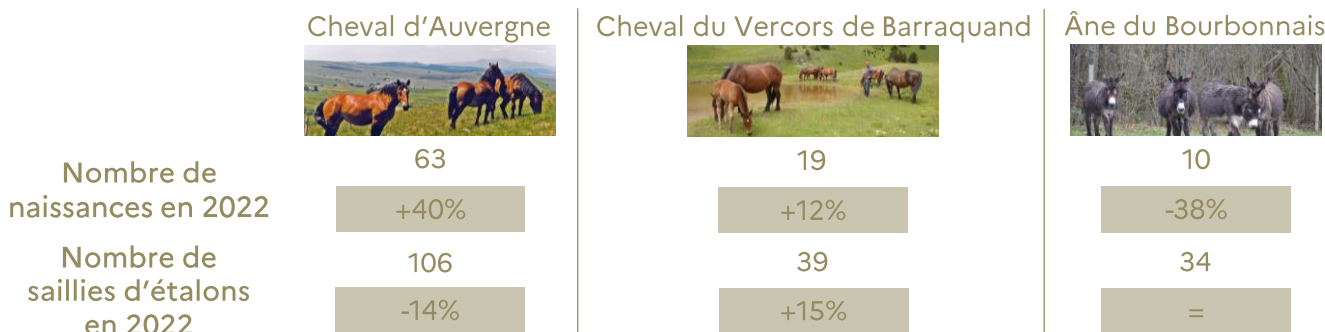 Cheval d'Auvergne
Cheval du Vercors de Barraquand
Âne du Bourbonnais
Nombre de
naissances en 2022
63
19
10
+40%
+12%
-38%
Nombre de
saillies d'étalons
en 2022
106
39
34
-14%
+15%
=